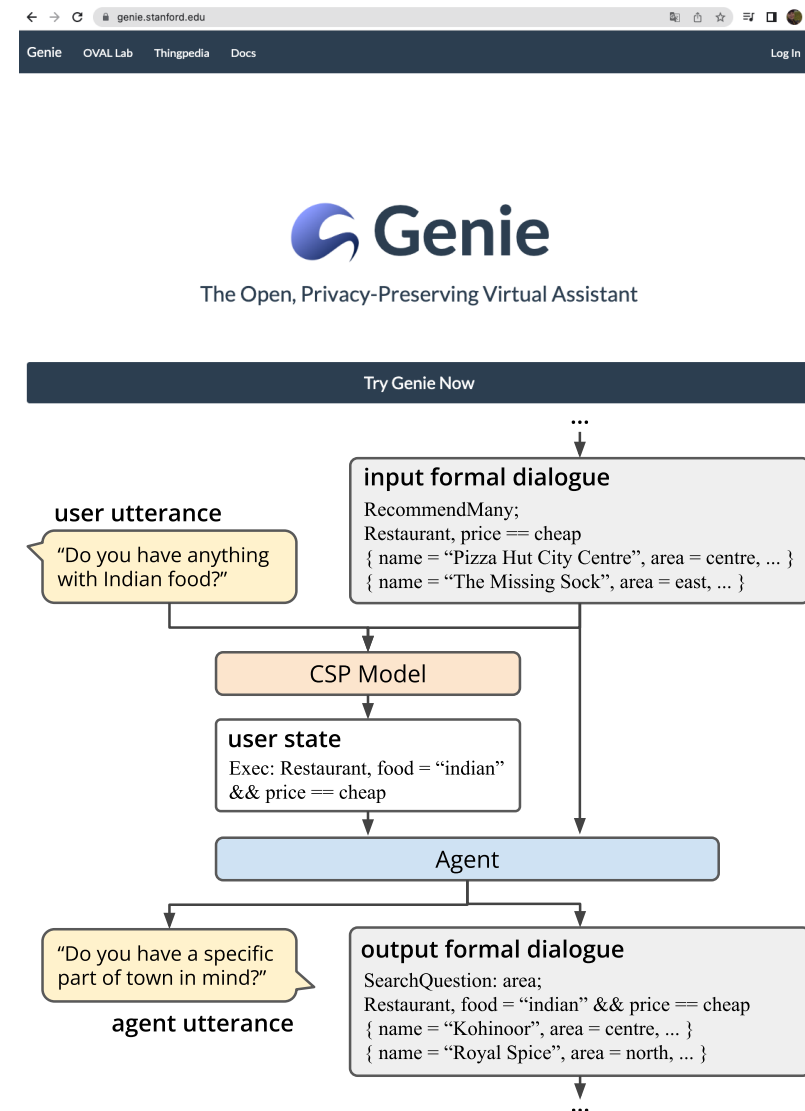 genie.stanford.edu
Genie OVAL Lab Thingpedia Docs Log In
Genie
The Open, Privacy-Preserving Virtual Assistant
Try Genie Now
...
input formal dialogue
RecommendMany;
Restaurant, price == cheap
{ name = “Pizza Hut City Centre”, area = centre, ... }
{ name = “The Missing Sock”, area = east, ... }
user utterance
“Do you have anything
with Indian food?”
CSP Model
user state
Exec: Restaurant, food = “indian”
&& price == cheap
Agent
“Do you have a specific
part of town in mind?”
agent utterance
output formal dialogue
SearchQuestion: area;
Restaurant, food = “indian” && price == cheap
{ name = “Kohinoor”, area = centre, ... }
{ name = “Royal Spice”, area = north, ... }
...